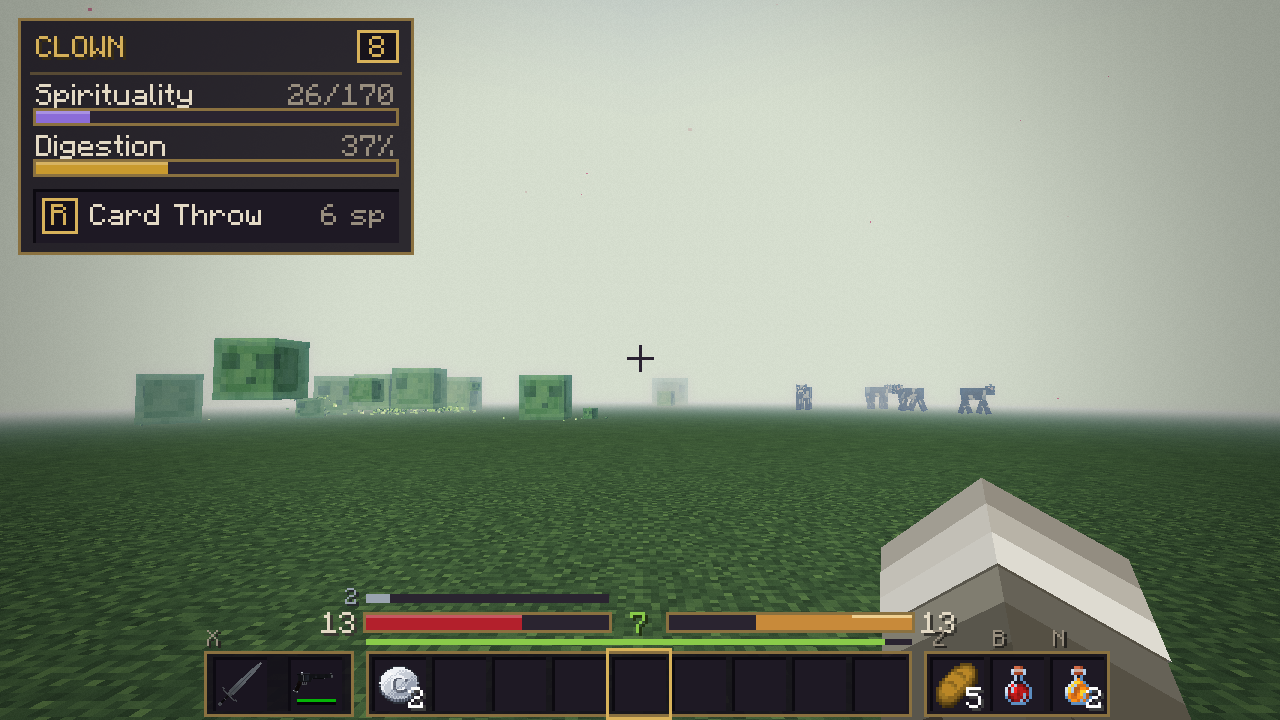 CLOWN 8
Spirituality 26/170
Digestion 37%
R Card Throw 6 sp
2
13 7 13
X Z B N
C 2 5 2